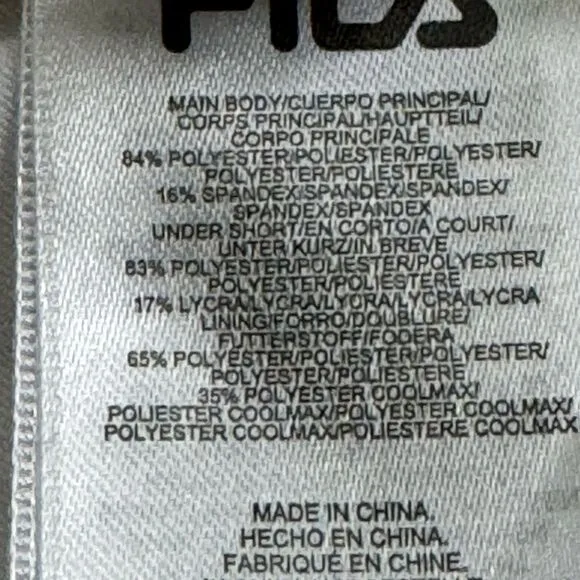 FILA
MAIN BODY/CUERPO PRINCIPAL/
CORPS PRINCIPAL/HAUPTTEIL/
CORPO PRINCIPALE
84% POLYESTER/POLIESTER/POLYESTER/
POLYESTER/POLIESTERE
16% SPANDEX/SPANDEX/SPANDEX/
SPANDEX/SPANDEX
UNDER SHORT/EN CORTO/A COURT/
UNTER KURZ/IN BREVE
83% POLYESTER/POLIESTER/POLYESTER/
POLYESTER/POLIESTERE
17% LYCRA/LYCRA/LYCRA/LYCRA/LYCRA
LINING/FORRO/DOUBLURE/
FUTTERSTOFF/FODERA
65% POLYESTER/POLIESTER/POLYESTER/
POLYESTER/POLIESTERE
35% POLYESTER COOLMAX/
POLIESTER COOLMAX/POLYESTER COOLMAX/
POLYESTER COOLMAX/POLIESTERE COOLMAX
MADE IN CHINA.
HECHO EN CHINA.
FABRIQUÉ EN CHINE.